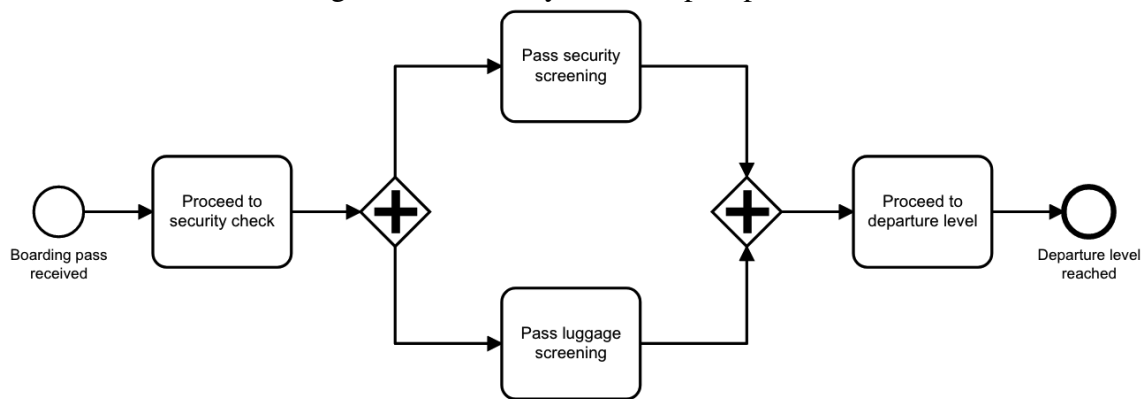 Pass security
screening
Proceed to
security check
Boarding pass
received
Pass luggage
screening
Proceed to
departure level
Departure level
reached